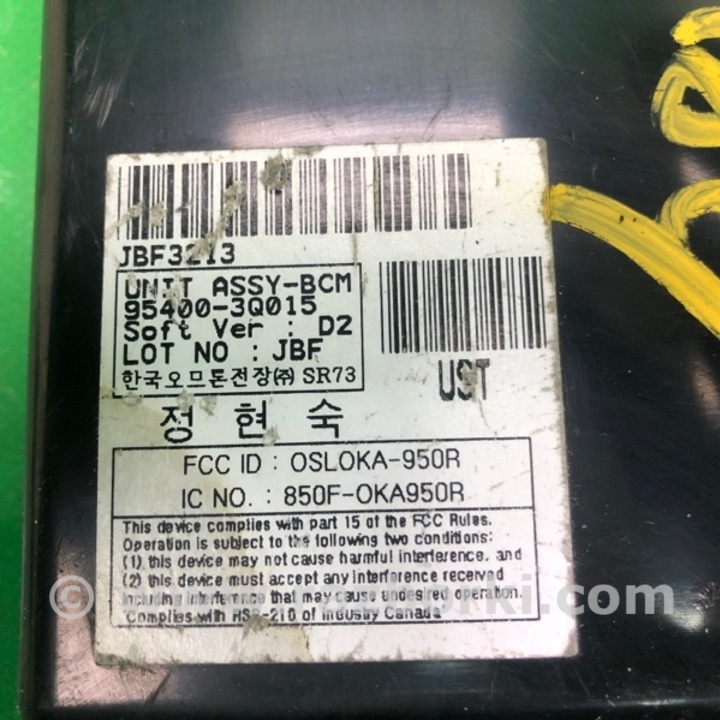 JBF3213
UNIT ASSY-BCM
95400-3Q015
Soft Ver : D2
LOT NO : JBF
한국오므론전장㈜ SR73
UST
정 현 숙
FCC ID : OSLOKA-950R
IC NO. : 850F-OKA950R
This device complies with part 15 of the FCC Rules.
Operation is subject to the following two conditions:
(1) this device may not cause harmful interference, and
(2) this device must accept any interference received
including interference that may cause undesired operation.
Complies with RSS-210 of Industry Canada